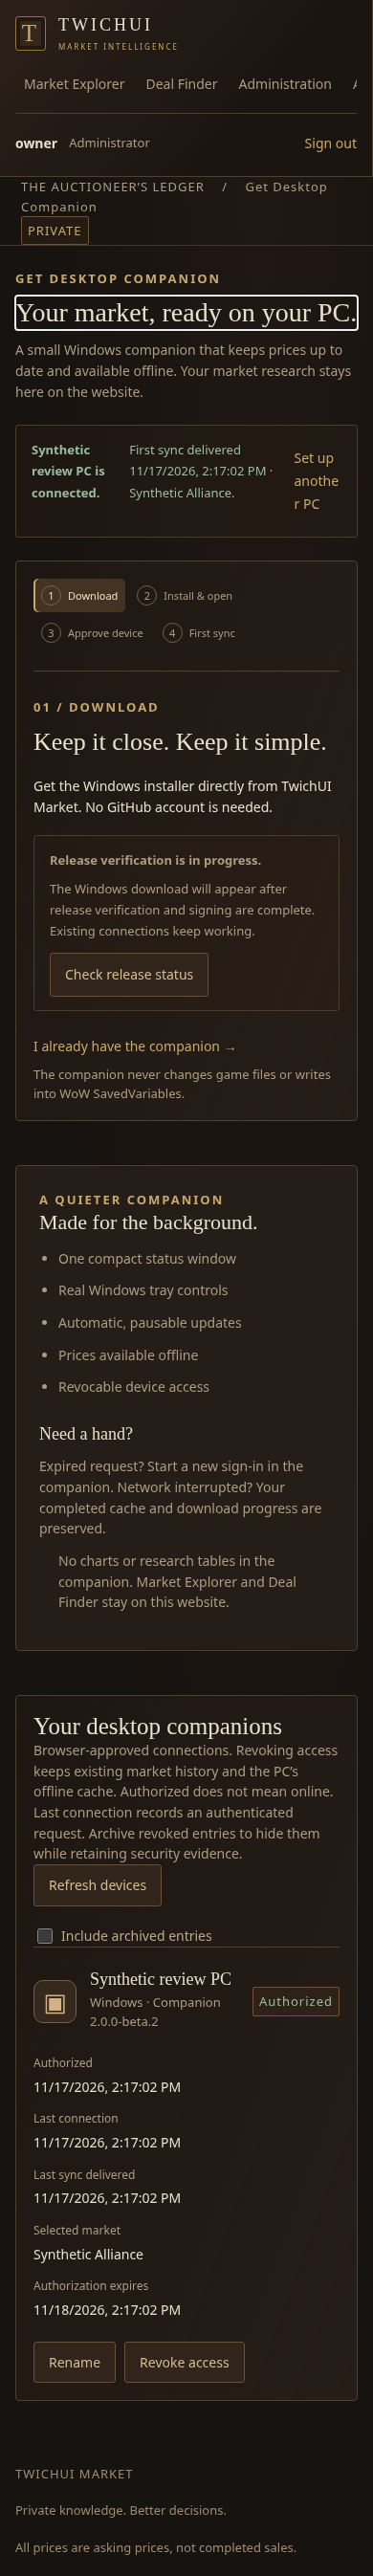 T
TWICHUI
MARKET INTELLIGENCE
Market Explorer Deal Finder Administration
owner Administrator Sign out
THE AUCTIONEER'S LEDGER / Get Desktop
Companion
PRIVATE
GET DESKTOP COMPANION
Your market, ready on your PC.
A small Windows companion that keeps prices up to
date and available offline. Your market research stays
here on the website.
Synthetic
review PC is
connected.
First sync delivered
11/17/2026, 2:17:02 PM ·
Synthetic Alliance.
Set up
anothe
r PC
1 Download 2 Install & open
3 Approve device 4 First sync
01 / DOWNLOAD
Keep it close. Keep it simple.
Get the Windows installer directly from TwichUI
Market. No GitHub account is needed.
Release verification is in progress.
The Windows download will appear after
release verification and signing are complete.
Existing connections keep working.
Check release status
I already have the companion →
The companion never changes game files or writes
into WoW SavedVariables.
A QUIETER COMPANION
Made for the background.
• One compact status window
• Real Windows tray controls
• Automatic, pausable updates
• Prices available offline
• Revocable device access
Need a hand?
Expired request? Start a new sign-in in the
companion. Network interrupted? Your
completed cache and download progress are
preserved.
No charts or research tables in the
companion. Market Explorer and Deal
Finder stay on this website.
Your desktop companions
Browser-approved connections. Revoking access
keeps existing market history and the PC's
offline cache. Authorized does not mean online.
Last connection records an authenticated
request. Archive revoked entries to hide them
while retaining security evidence.
Refresh devices
Include archived entries
Synthetic review PC
Windows · Companion
2.0.0-beta.2
Authorized
Authorized
11/17/2026, 2:17:02 PM
Last connection
11/17/2026, 2:17:02 PM
Last sync delivered
11/17/2026, 2:17:02 PM
Selected market
Synthetic Alliance
Authorization expires
11/18/2026, 2:17:02 PM
Rename Revoke access
TWICHUI MARKET
Private knowledge. Better decisions.
All prices are asking prices, not completed sales.